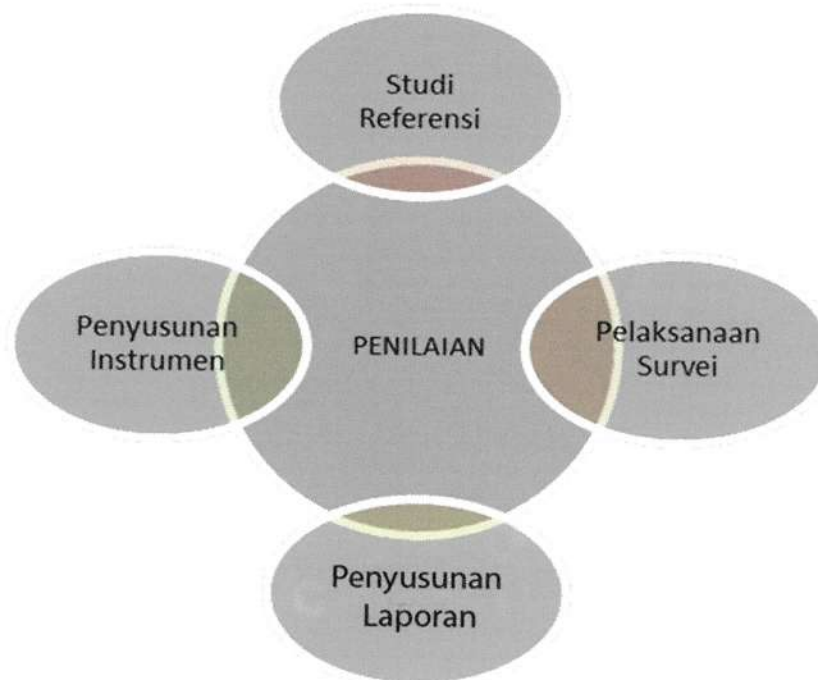 Studi
Referensi
Penyusunan
Instrumen
PENILAIAN
Pelaksanaan
Survei
Penyusunan
Laporan